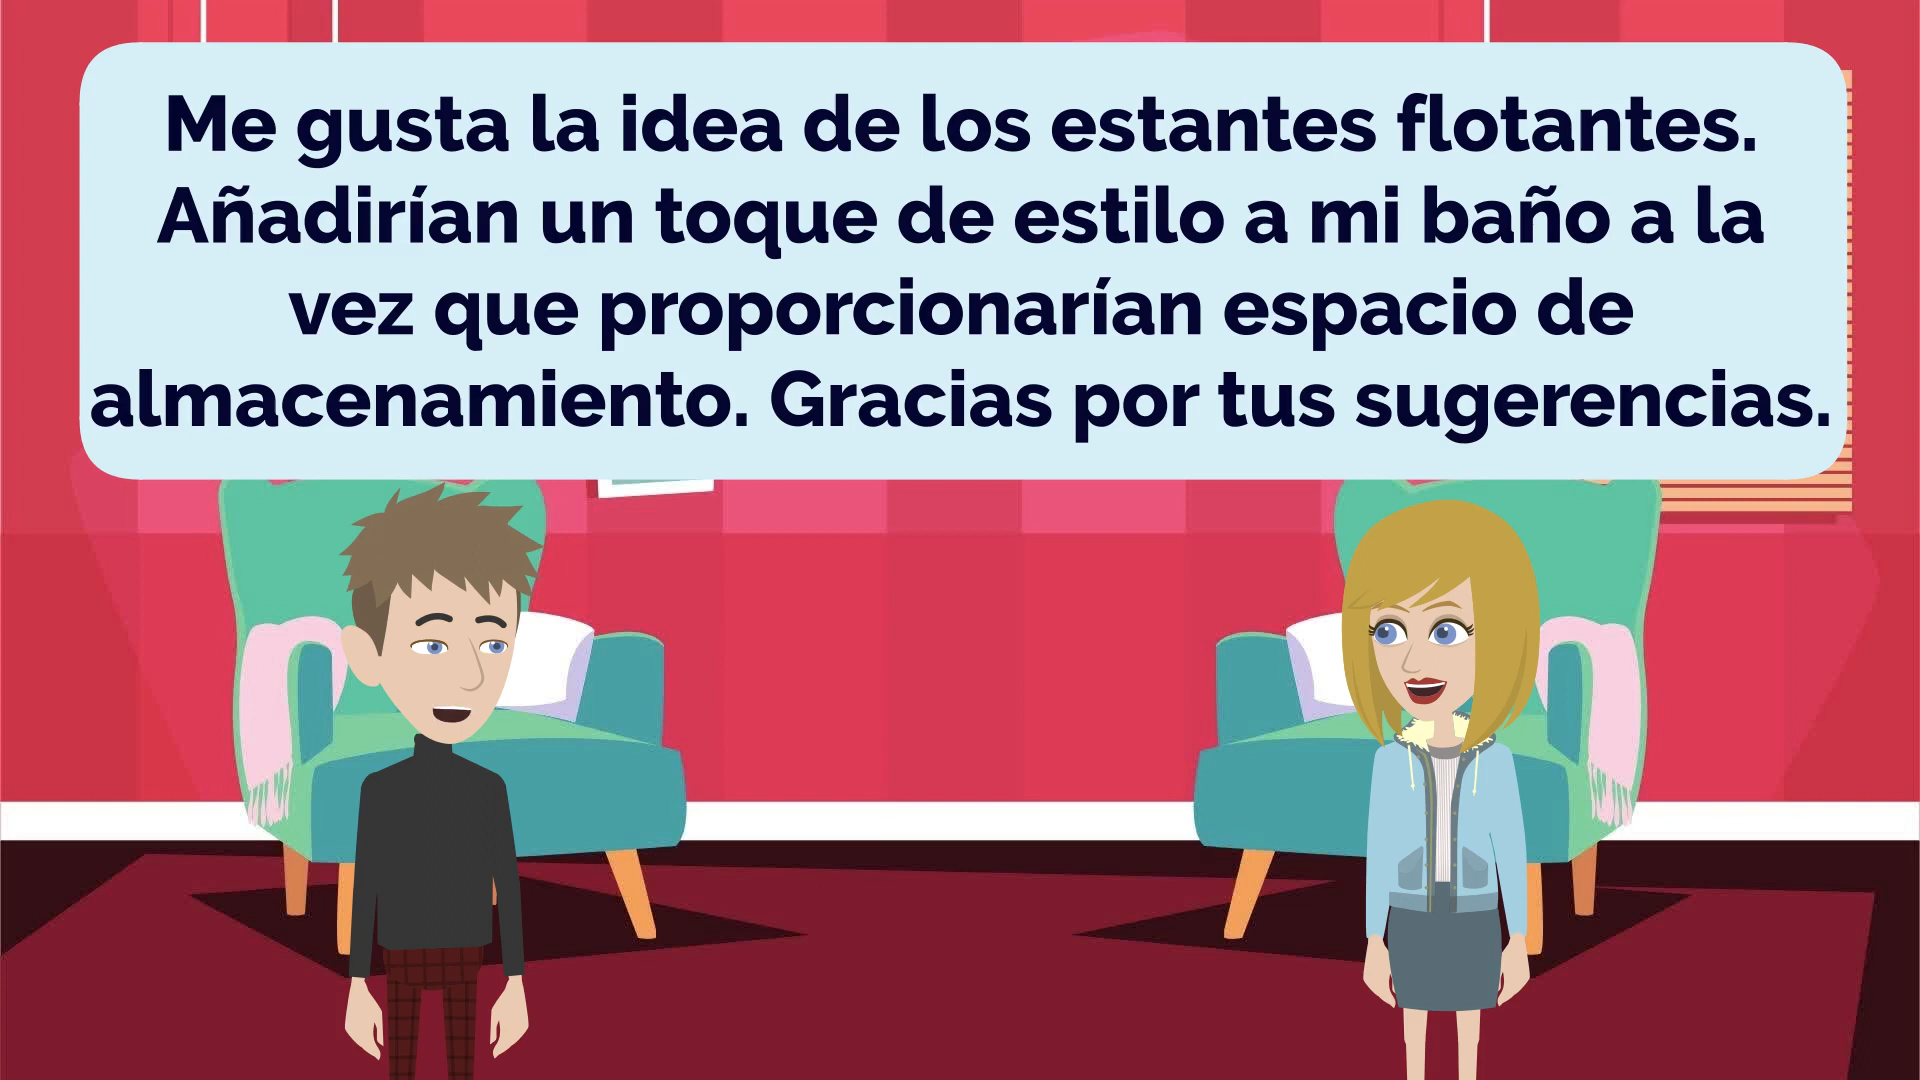 Me gusta la idea de los estantes flotantes.
Añadirían un toque de estilo a mi baño a la
vez que proporcionarían espacio de
almacenamiento. Gracias por tus sugerencias.